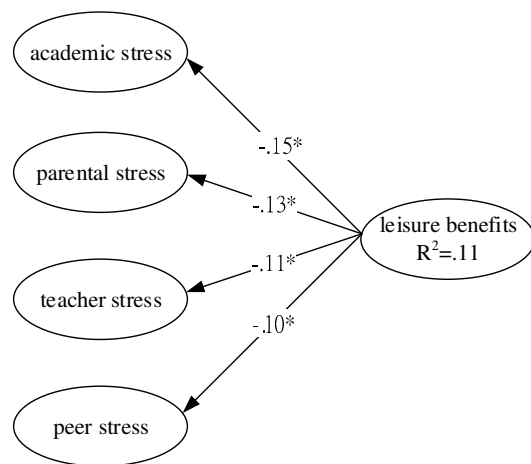 academic stress
-.15*
parental stress
-.13*
leisure benefits
R²=.11
-.11*
teacher stress
-.10*
peer stress